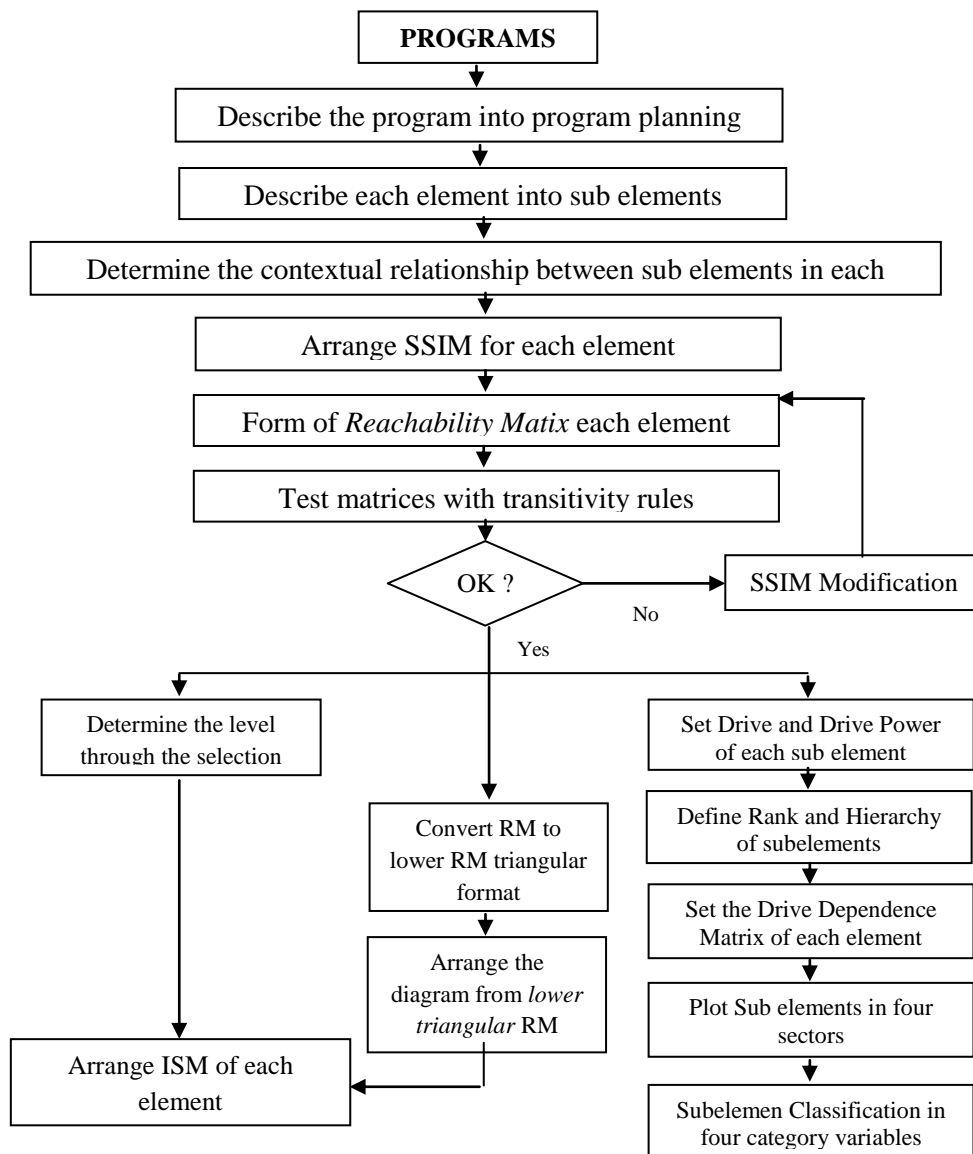 PROGRAMS
Describe the program into program planning
Describe each element into sub elements
Determine the contextual relationship between sub elements in each
Arrange SSIM for each element
Form of Reachability Matix each element
Test matrices with transitivity rules
OK ?
SSIM Modification
No
Yes
Determine the level
through the selection
Convert RM to
lower RM triangular
format
Arrange the
diagram from lower
triangular RM
Arrange ISM of each
element
Set Drive and Drive Power
of each sub element
Define Rank and Hierarchy
of subelements
Set the Drive Dependence
Matrix of each element
Plot Sub elements in four
sectors
Subelemen Classification in
four category variables